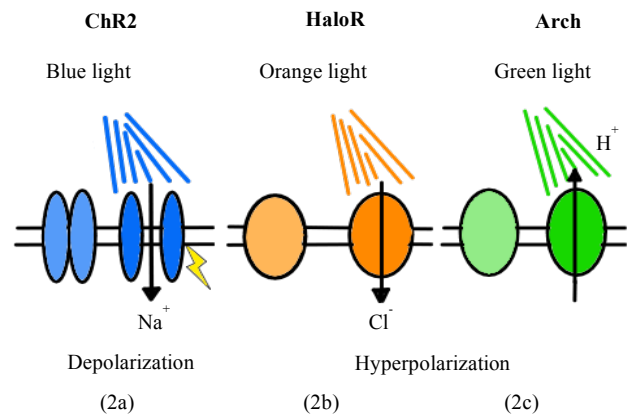 ChR2 HaloR Arch
Blue light Orange light Green light
H⁺
Na⁺ Cl⁻
Depolarization Hyperpolarization
(2a) (2b) (2c)